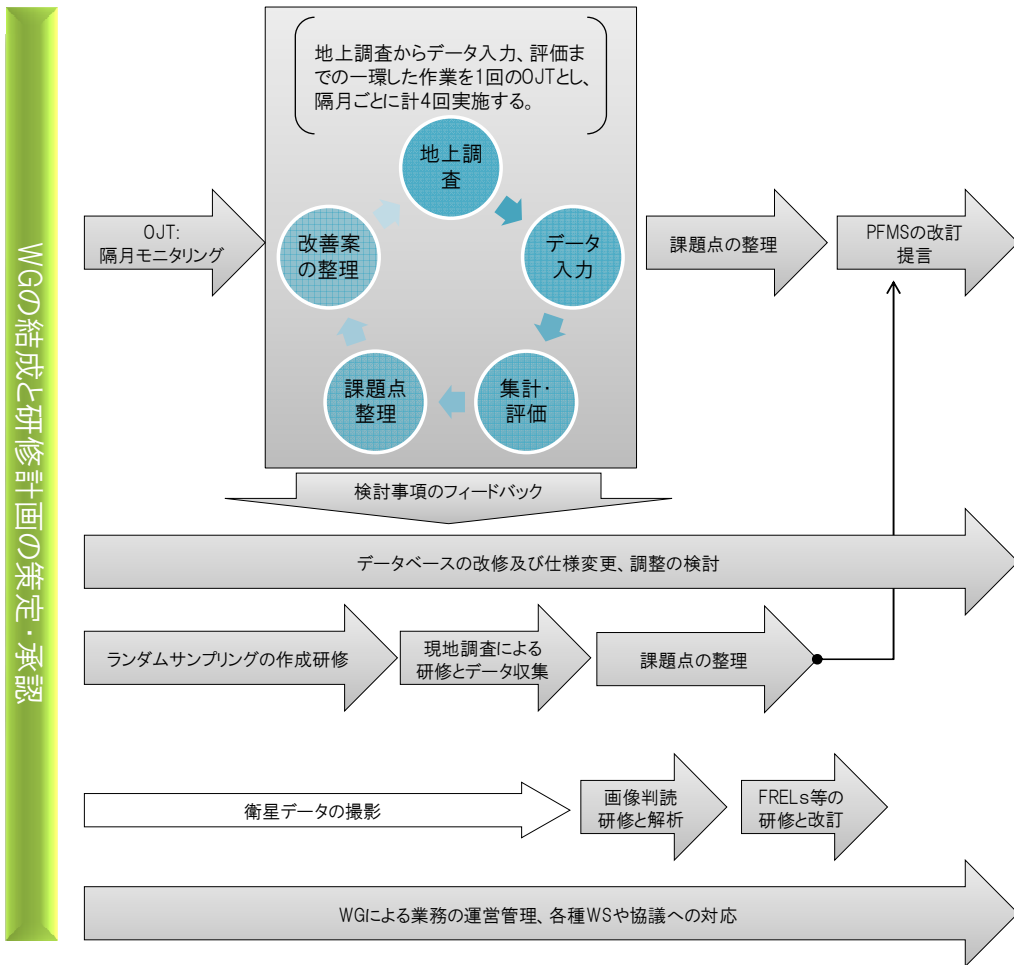 WGの結成と研修計画の策定・承認
地上調査からデータ入力、評価ま
での一環した作業を1回のOJTとし、
隔月ごとに計4回実施する。
地上調
査
データ
入力
集計・
評価
課題点
整理
改善案
の整理
OJT:
隔月モニタリング
課題点の整理
PFMSの改訂
提言
検討事項のフィードバック
データベースの改修及び仕様変更、調整の検討
ランダムサンプリングの作成研修
現地調査による
研修とデータ収集
課題点の整理
衛星データの撮影
画像判読
研修と解析
FRELs等の
研修と改訂
WGによる業務の運営管理、各種WSや協議への対応